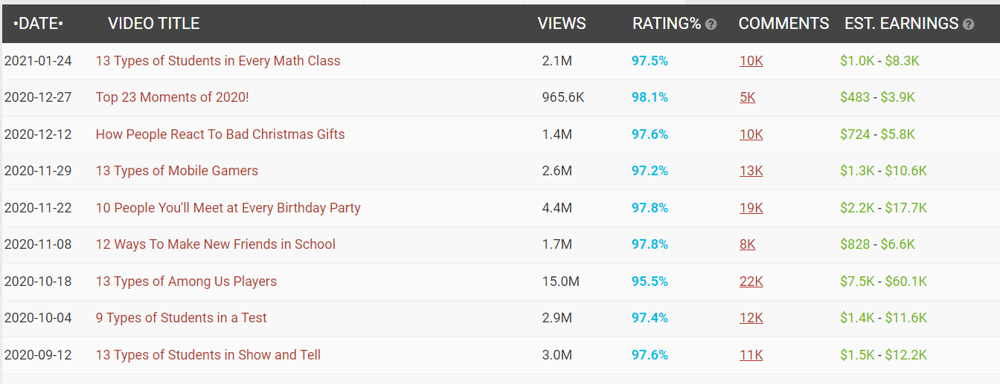 •DATE• VIDEO TITLE VIEWS RATING% ? COMMENTS EST. EARNINGS ?
2021-01-24 13 Types of Students in Every Math Class 2.1M 97.5% 10K $1.0K - $8.3K
2020-12-27 Top 23 Moments of 2020! 965.6K 98.1% 5K $483 - $3.9K
2020-12-12 How People React To Bad Christmas Gifts 1.4M 97.6% 10K $724 - $5.8K
2020-11-29 13 Types of Mobile Gamers 2.6M 97.2% 13K $1.3K - $10.6K
2020-11-22 10 People You'll Meet at Every Birthday Party 4.4M 97.8% 19K $2.2K - $17.7K
2020-11-08 12 Ways To Make New Friends in School 1.7M 97.8% 8K $828 - $6.6K
2020-10-18 13 Types of Among Us Players 15.0M 95.5% 22K $7.5K - $60.1K
2020-10-04 9 Types of Students in a Test 2.9M 97.4% 12K $1.4K - $11.6K
2020-09-12 13 Types of Students in Show and Tell 3.0M 97.6% 11K $1.5K - $12.2K